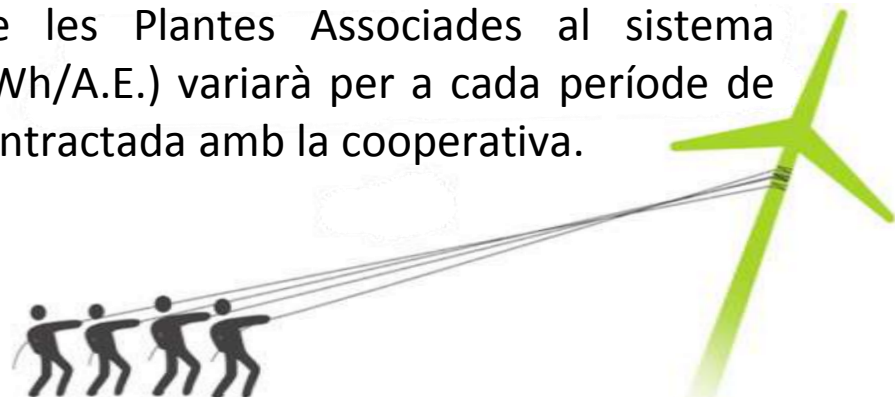 e les Plantes Associades al sistema
Wh/A.E.) variarà per a cada període de
ntractada amb la cooperativa.